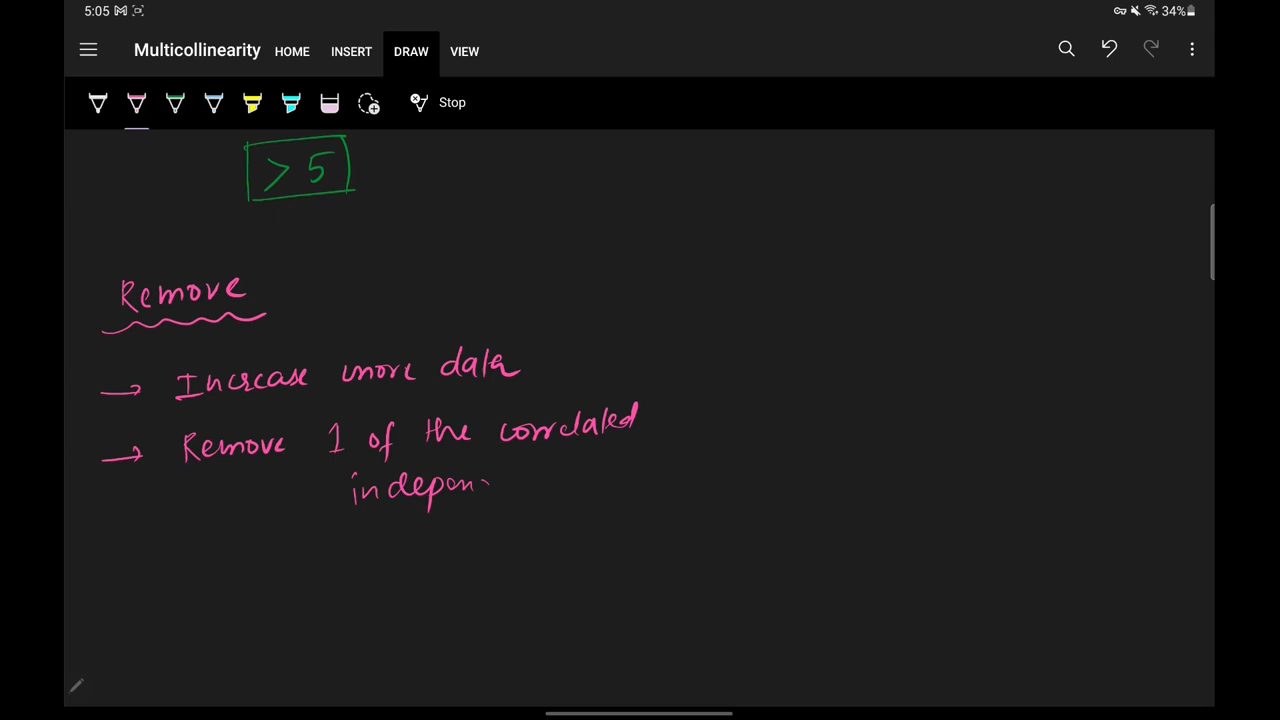 5:05 34%
Multicollinearity HOME INSERT DRAW VIEW
Stop
> 5
Remove
→ Increase more data
→ Remove 1 of the correlated
indepen